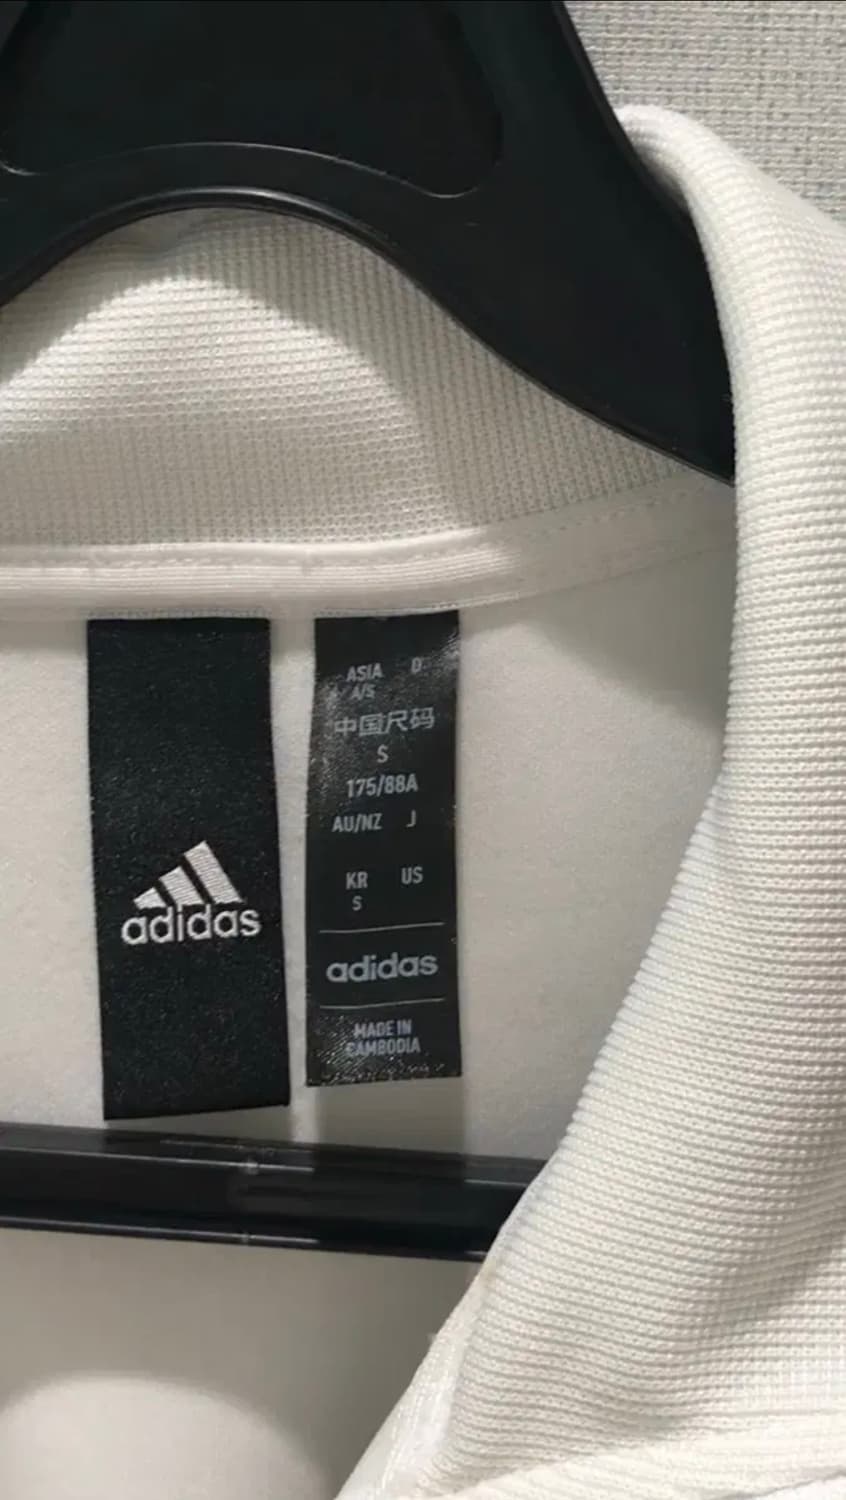 adidas
ASIA D
A/S
中国尺码
S
175/88A
AU/NZ J
KR US
S
adidas
MADE IN
CAMBODIA